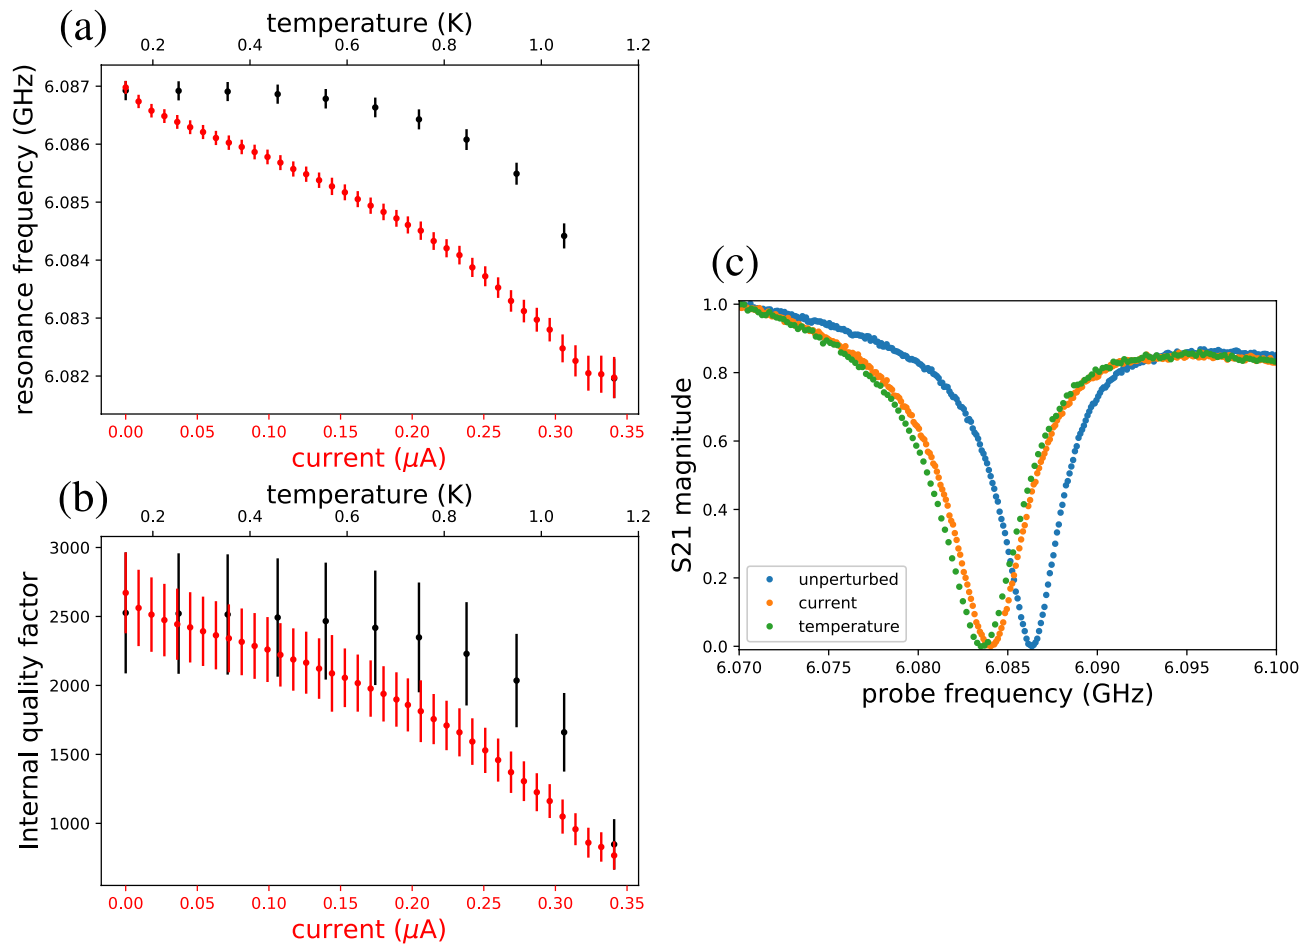 (a)
temperature (K)
0.2 0.4 0.6 0.8 1.0 1.2
resonance frequency (GHz)
6.087
6.086
6.085
6.084
6.083
6.082
0.00 0.05 0.10 0.15 0.20 0.25 0.30 0.35
current (μA)
(b)
temperature (K)
0.2 0.4 0.6 0.8 1.0 1.2
Internal quality factor
3000
2500
2000
1500
1000
0.00 0.05 0.10 0.15 0.20 0.25 0.30 0.35
current (μA)
(c)
S21 magnitude
1.0
0.8
0.6
0.4
0.2
0.0
unperturbed
current
temperature
6.070 6.075 6.080 6.085 6.090 6.095 6.100
probe frequency (GHz)